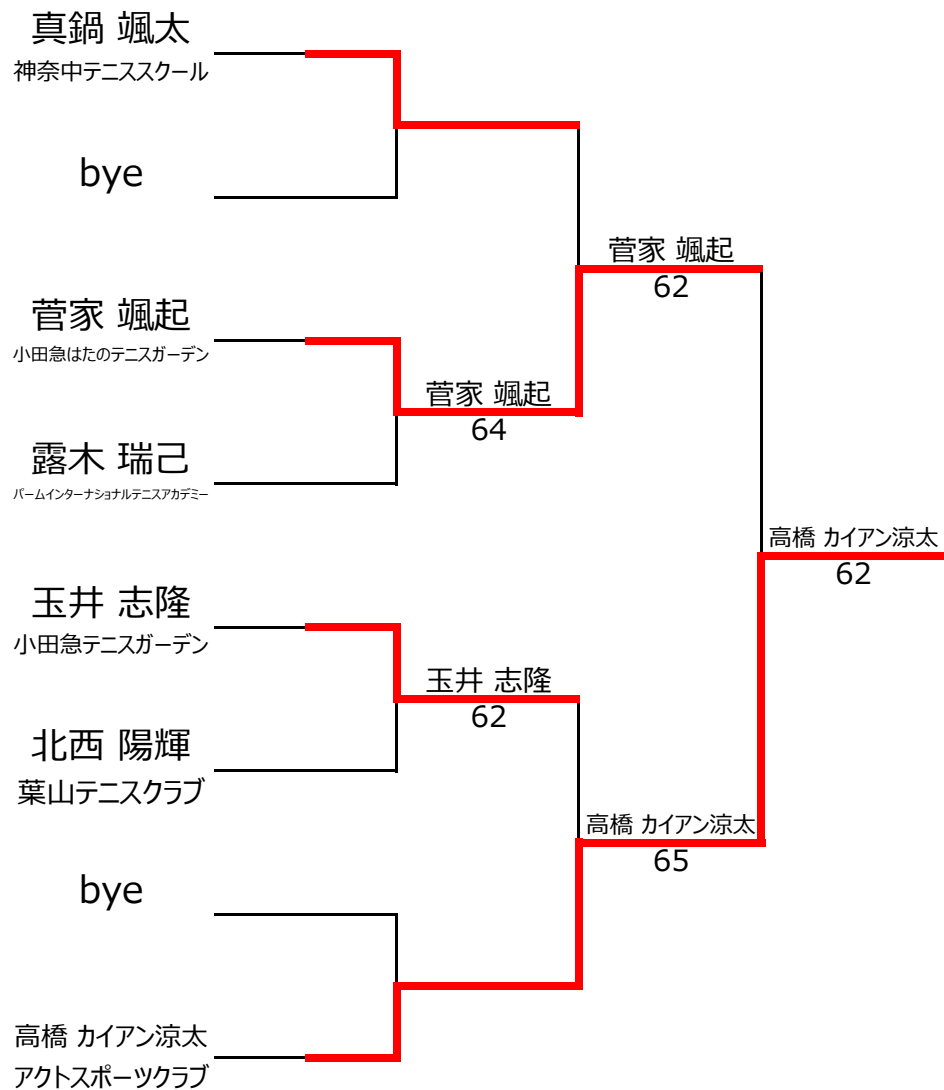 真鍋 颯太
神奈中テニススクール
bye
菅家 颯起
62
菅家 颯起
小田急はたのテニスガーデン
菅家 颯起
64
露木 瑞己
パームインターナショナルテニスアカデミー
高橋 カイアン涼太
62
玉井 志隆
小田急テニスガーデン
玉井 志隆
62
北西 陽輝
葉山テニスクラブ
高橋 カイアン涼太
65
bye
高橋 カイアン涼太
アクトスポーツクラブ